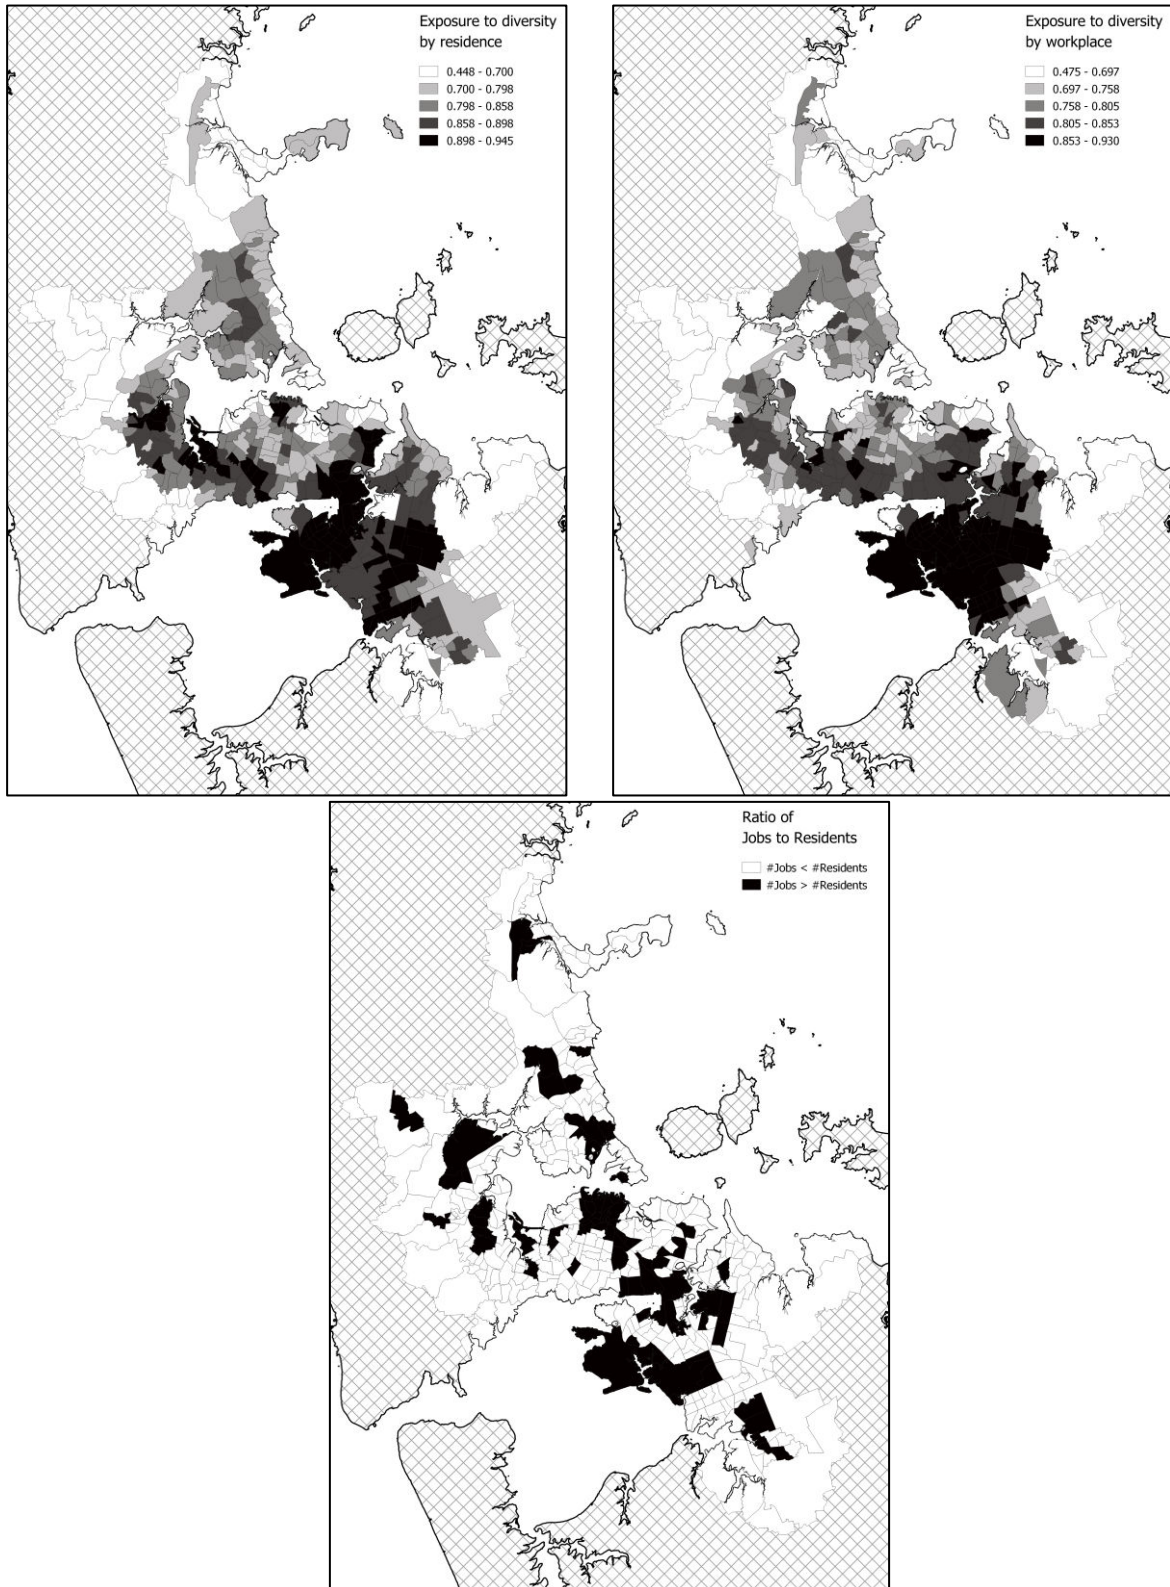 Exposure to diversity
by residence
0.448 - 0.700
0.700 - 0.798
0.798 - 0.858
0.858 - 0.898
0.898 - 0.945
Exposure to diversity
by workplace
0.475 - 0.697
0.697 - 0.758
0.758 - 0.805
0.805 - 0.853
0.853 - 0.930
Ratio of
Jobs to Residents
#Jobs < #Residents
#Jobs > #Residents